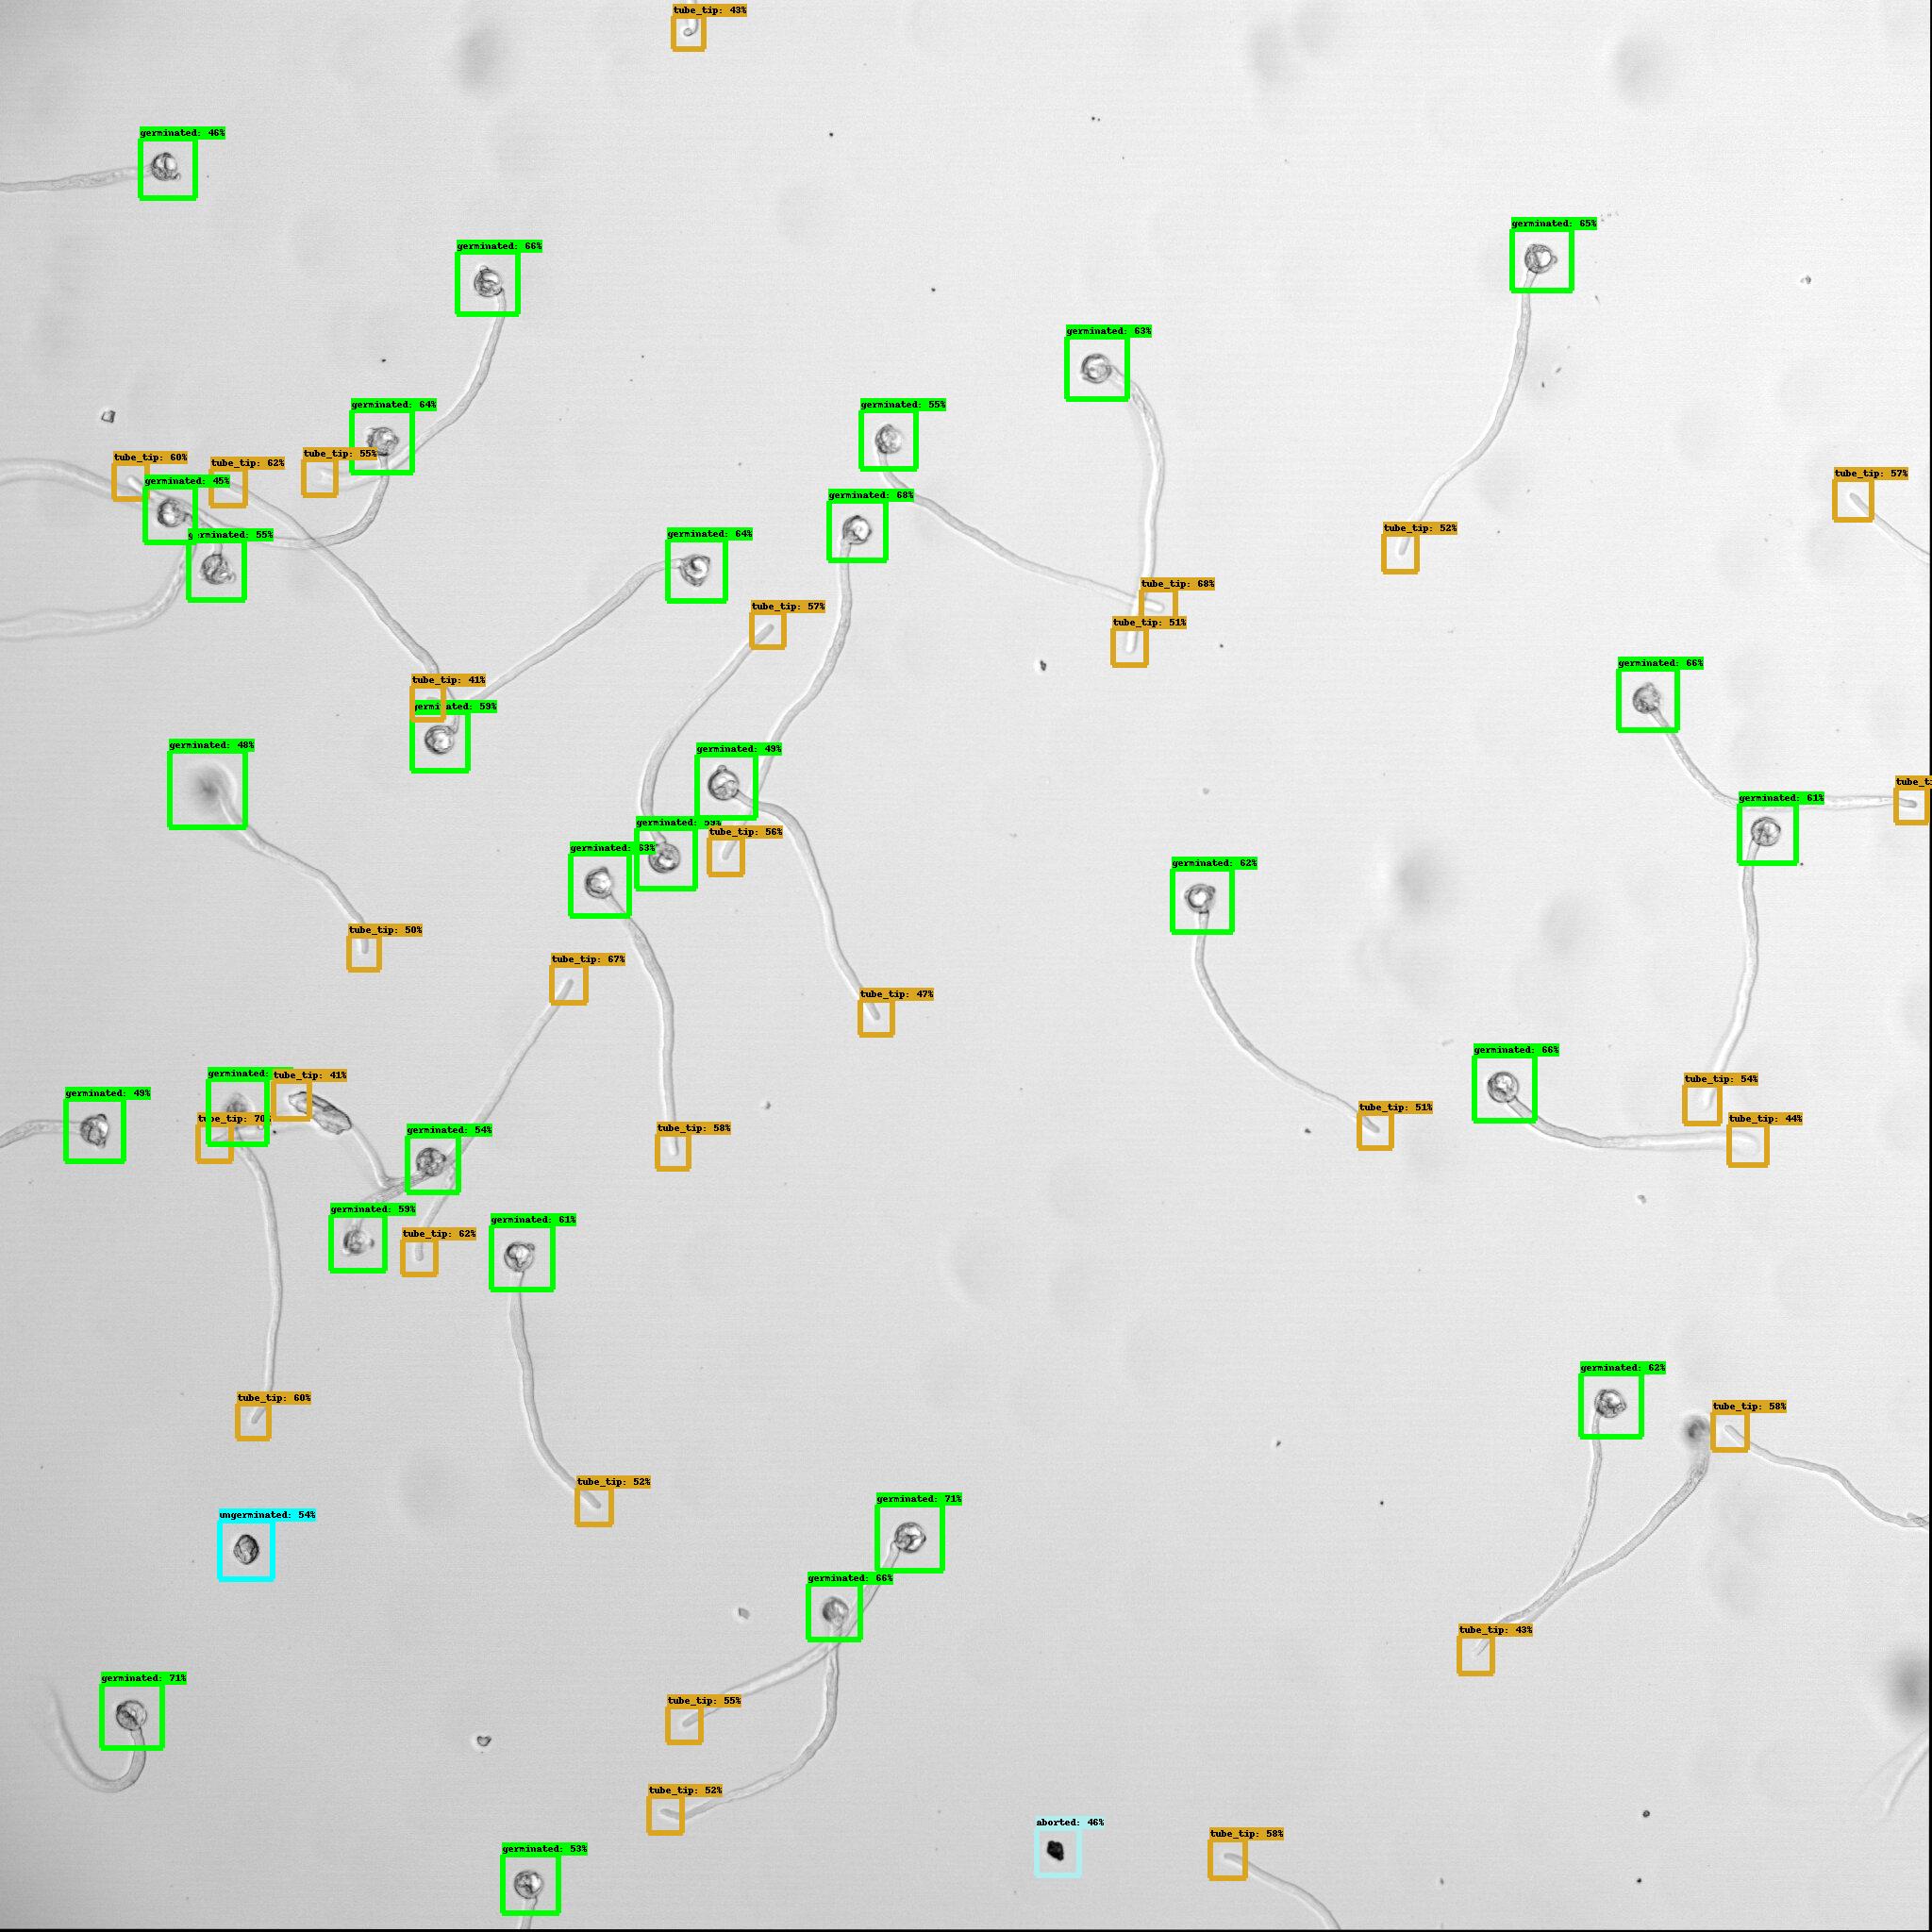 tube_tip: 43%
germinated: 46%
germinated: 65%
germinated: 66%
germinated: 63%
germinated: 64%
germinated: 55%
tube_tip: 55%
tube_tip: 60%
tube_tip: 62%
tube_tip: 57%
germinated: 45%
germinated: 68%
tube_tip: 52%
germinated: 55%
germinated: 64%
tube_tip: 68%
tube_tip: 57%
tube_tip: 51%
germinated: 66%
tube_tip: 41%
germinated: 59%
germinated: 48%
germinated: 49%
germinated: 61%
tube_tip: 56%
germinated: 63%
germinated: 62%
tube_tip: 50%
tube_tip: 67%
tube_tip: 47%
germinated: 66%
germinated:
tube_tip: 41%
tube_tip: 54%
germinated: 49%
tube_tip: 51%
tube_tip: 70%
tube_tip: 44%
tube_tip: 58%
germinated: 54%
germinated: 59%
germinated: 61%
tube_tip: 62%
germinated: 62%
tube_tip: 60%
tube_tip: 58%
tube_tip: 52%
germinated: 71%
ungerminated: 54%
germinated: 66%
tube_tip: 43%
germinated: 71%
tube_tip: 55%
tube_tip: 52%
aborted: 46%
tube_tip: 58%
germinated: 53%